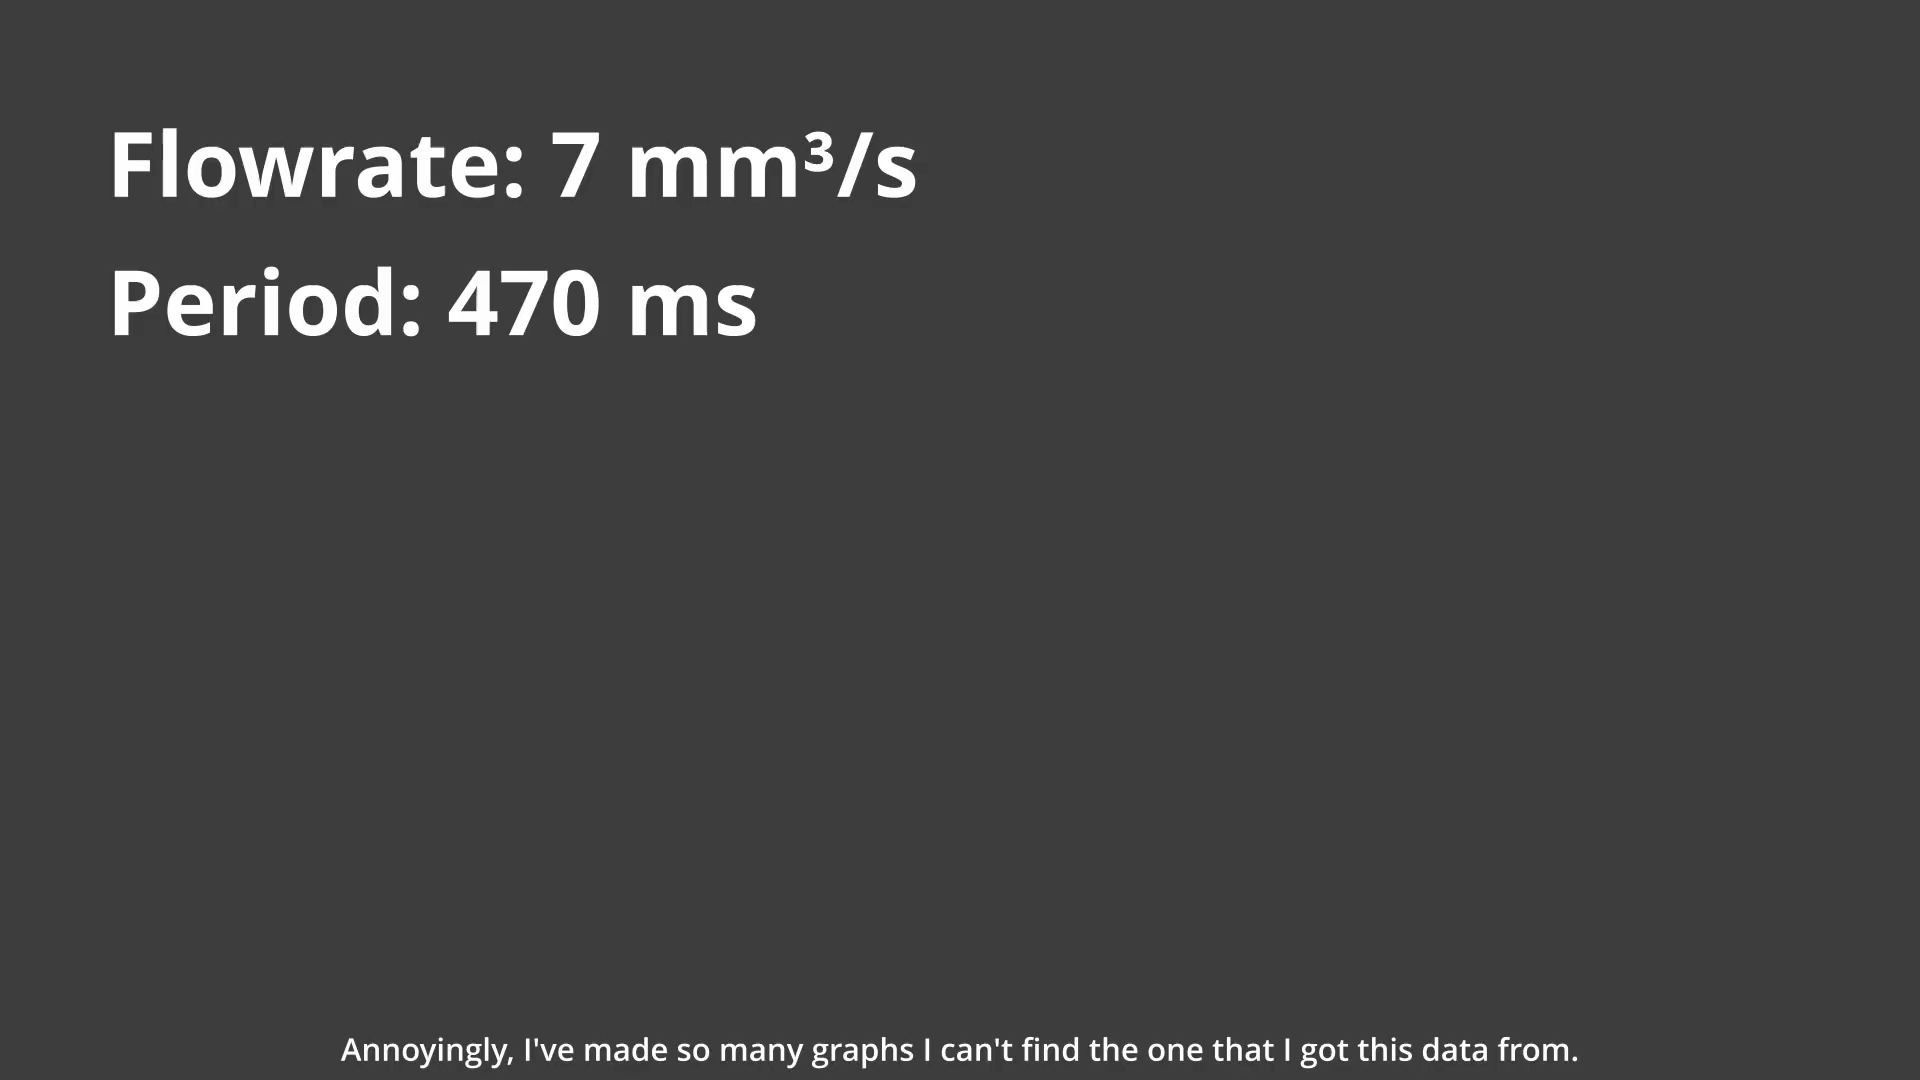 Flowrate: 7 mm³/s
Period: 470 ms
Annoyingly, I've made so many graphs I can't find the one that I got this data from.